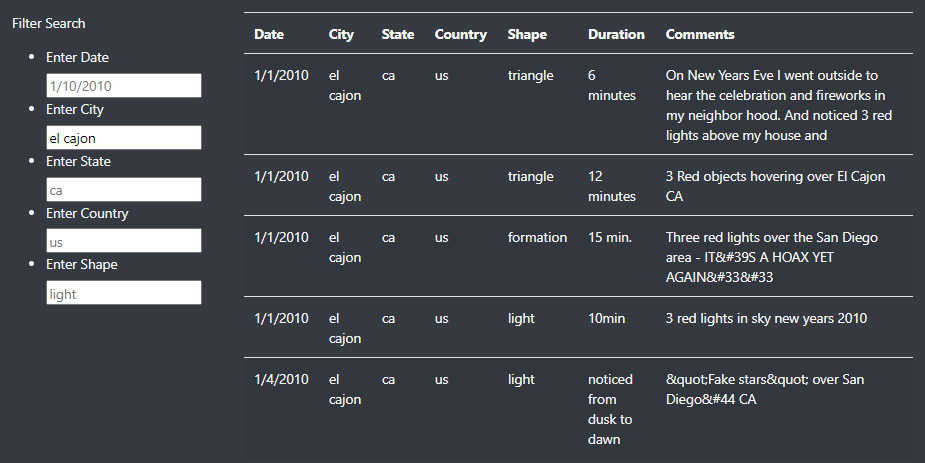 Filter Search
Enter Date
1/10/2010
Enter City
el cajon
Enter State
ca
Enter Country
us
Enter Shape
light
Date City State Country Shape Duration Comments
1/1/2010 el ca us triangle 6 On New Years Eve I went outside to
cajon minutes hear the celebration and fireworks in
my neighbor hood. And noticed 3 red
lights above my house and
1/1/2010 el ca us triangle 12 3 Red objects hovering over El Cajon
cajon minutes CA
1/1/2010 el ca us formation 15 min. Three red lights over the San Diego
cajon area - IT&#39S A HOAX YET
AGAIN&#33&#33
1/1/2010 el ca us light 10min 3 red lights in sky new years 2010
cajon
1/4/2010 el ca us light noticed &quot;Fake stars&quot; over San
cajon from Diego&#44 CA
dusk to
dawn